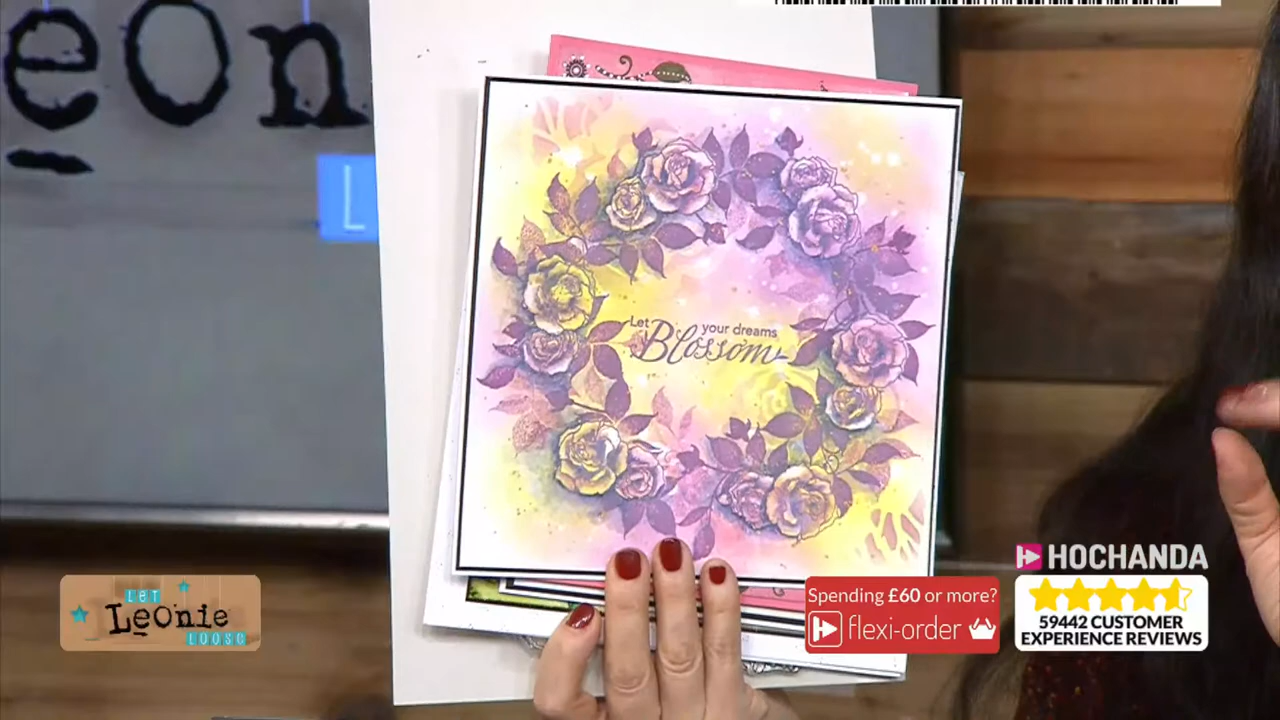 eon
L
Let your dreams
Blossom
LET
Leonie
LOOSE
Spending £60 or more?
flexi-order
HOCHANDA
59442 CUSTOMER
EXPERIENCE REVIEWS